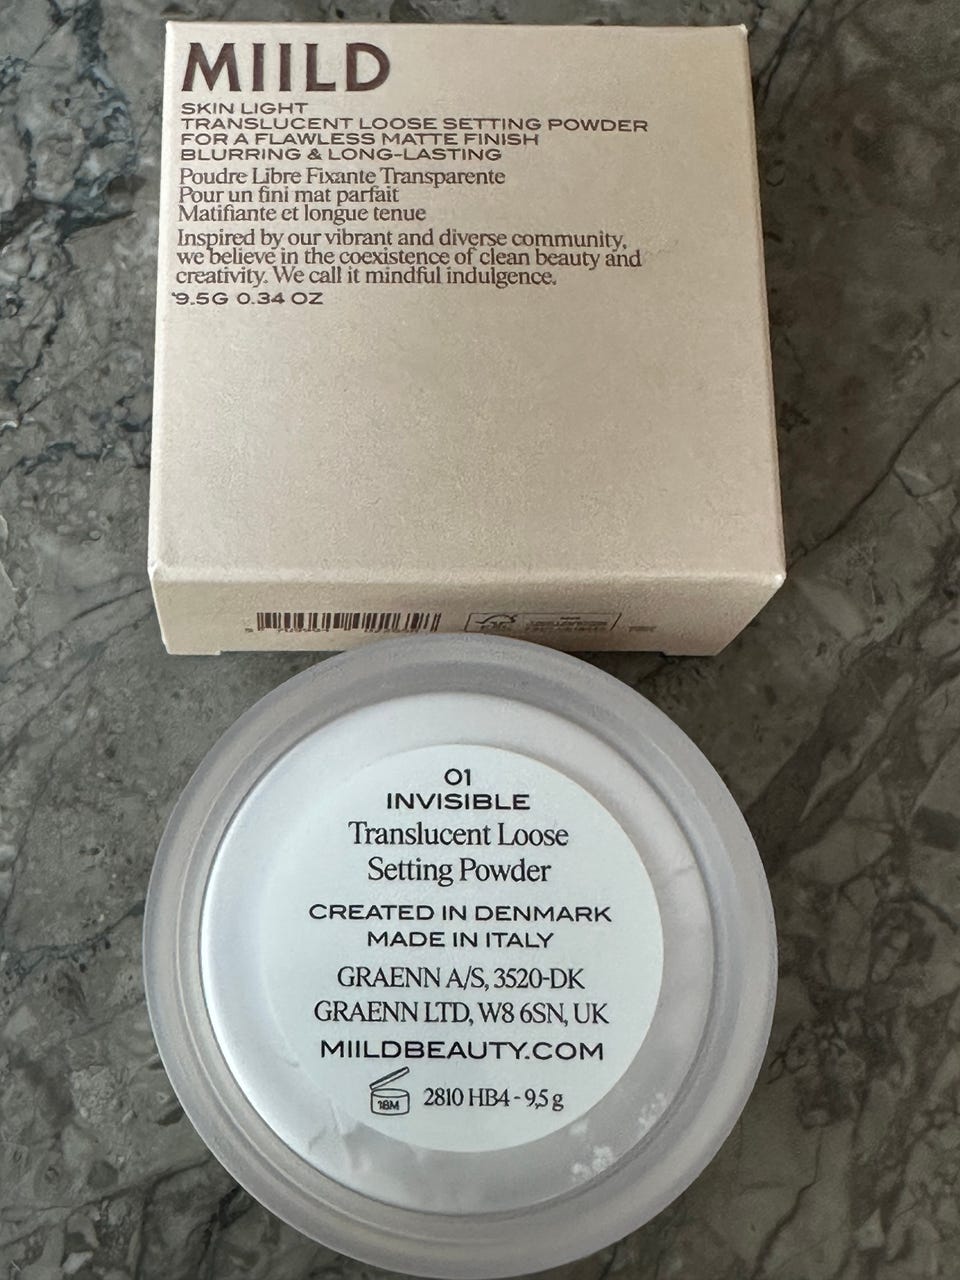 MIILD
SKIN LIGHT
TRANSLUCENT LOOSE SETTING POWDER
FOR A FLAWLESS MATTE FINISH
BLURRING & LONG-LASTING
Poudre Libre Fixante Transparente
Pour un fini mat parfait
Matifiante et longue tenue
Inspired by our vibrant and diverse community,
we believe in the coexistence of clean beauty and
creativity. We call it mindful indulgence.
9.5G 0.34 OZ
01
INVISIBLE
Translucent Loose
Setting Powder
CREATED IN DENMARK
MADE IN ITALY
GRAENN A/S, 3520-DK
GRAENN LTD, W8 6SN, UK
MIILDBEAUTY.COM
18M 2810 HB4 - 9,5 g